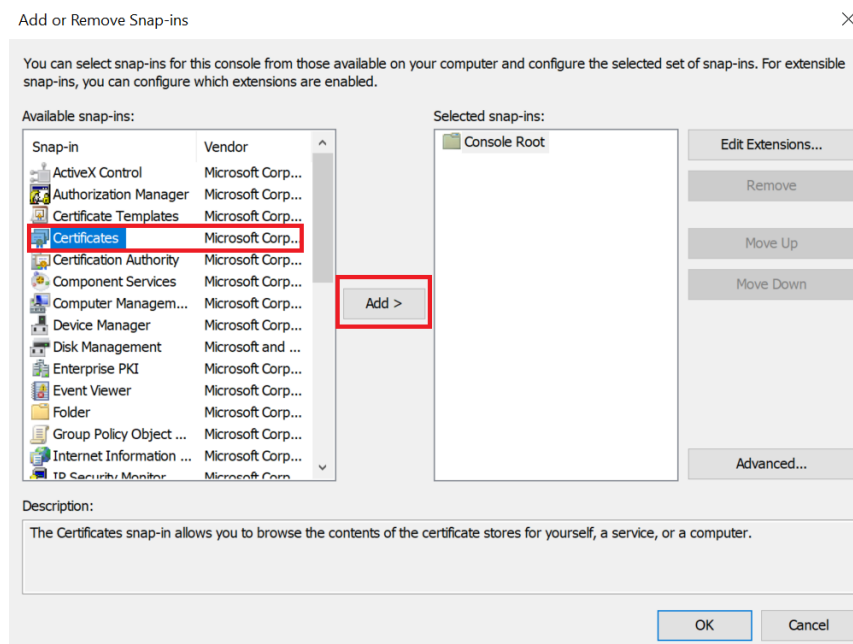 Add or Remove Snap-ins
You can select snap-ins for this console from those available on your computer and configure the selected set of snap-ins. For extensible
snap-ins, you can configure which extensions are enabled.
Available snap-ins:
Selected snap-ins:
Snap-in Vendor
ActiveX Control Microsoft Corp...
Authorization Manager Microsoft Corp...
Certificate Templates Microsoft Corp...
Certificates Microsoft Corp...
Certification Authority Microsoft Corp...
Component Services Microsoft Corp...
Computer Managem... Microsoft Corp...
Device Manager Microsoft Corp...
Disk Management Microsoft and ...
Enterprise PKI Microsoft Corp...
Event Viewer Microsoft Corp...
Folder Microsoft Corp...
Group Policy Object ... Microsoft Corp...
Internet Information ... Microsoft Corp...
IP Security Monitor Microsoft Corp...
Add >
Console Root
Edit Extensions...
Remove
Move Up
Move Down
Advanced...
Description:
The Certificates snap-in allows you to browse the contents of the certificate stores for yourself, a service, or a computer.
OK Cancel